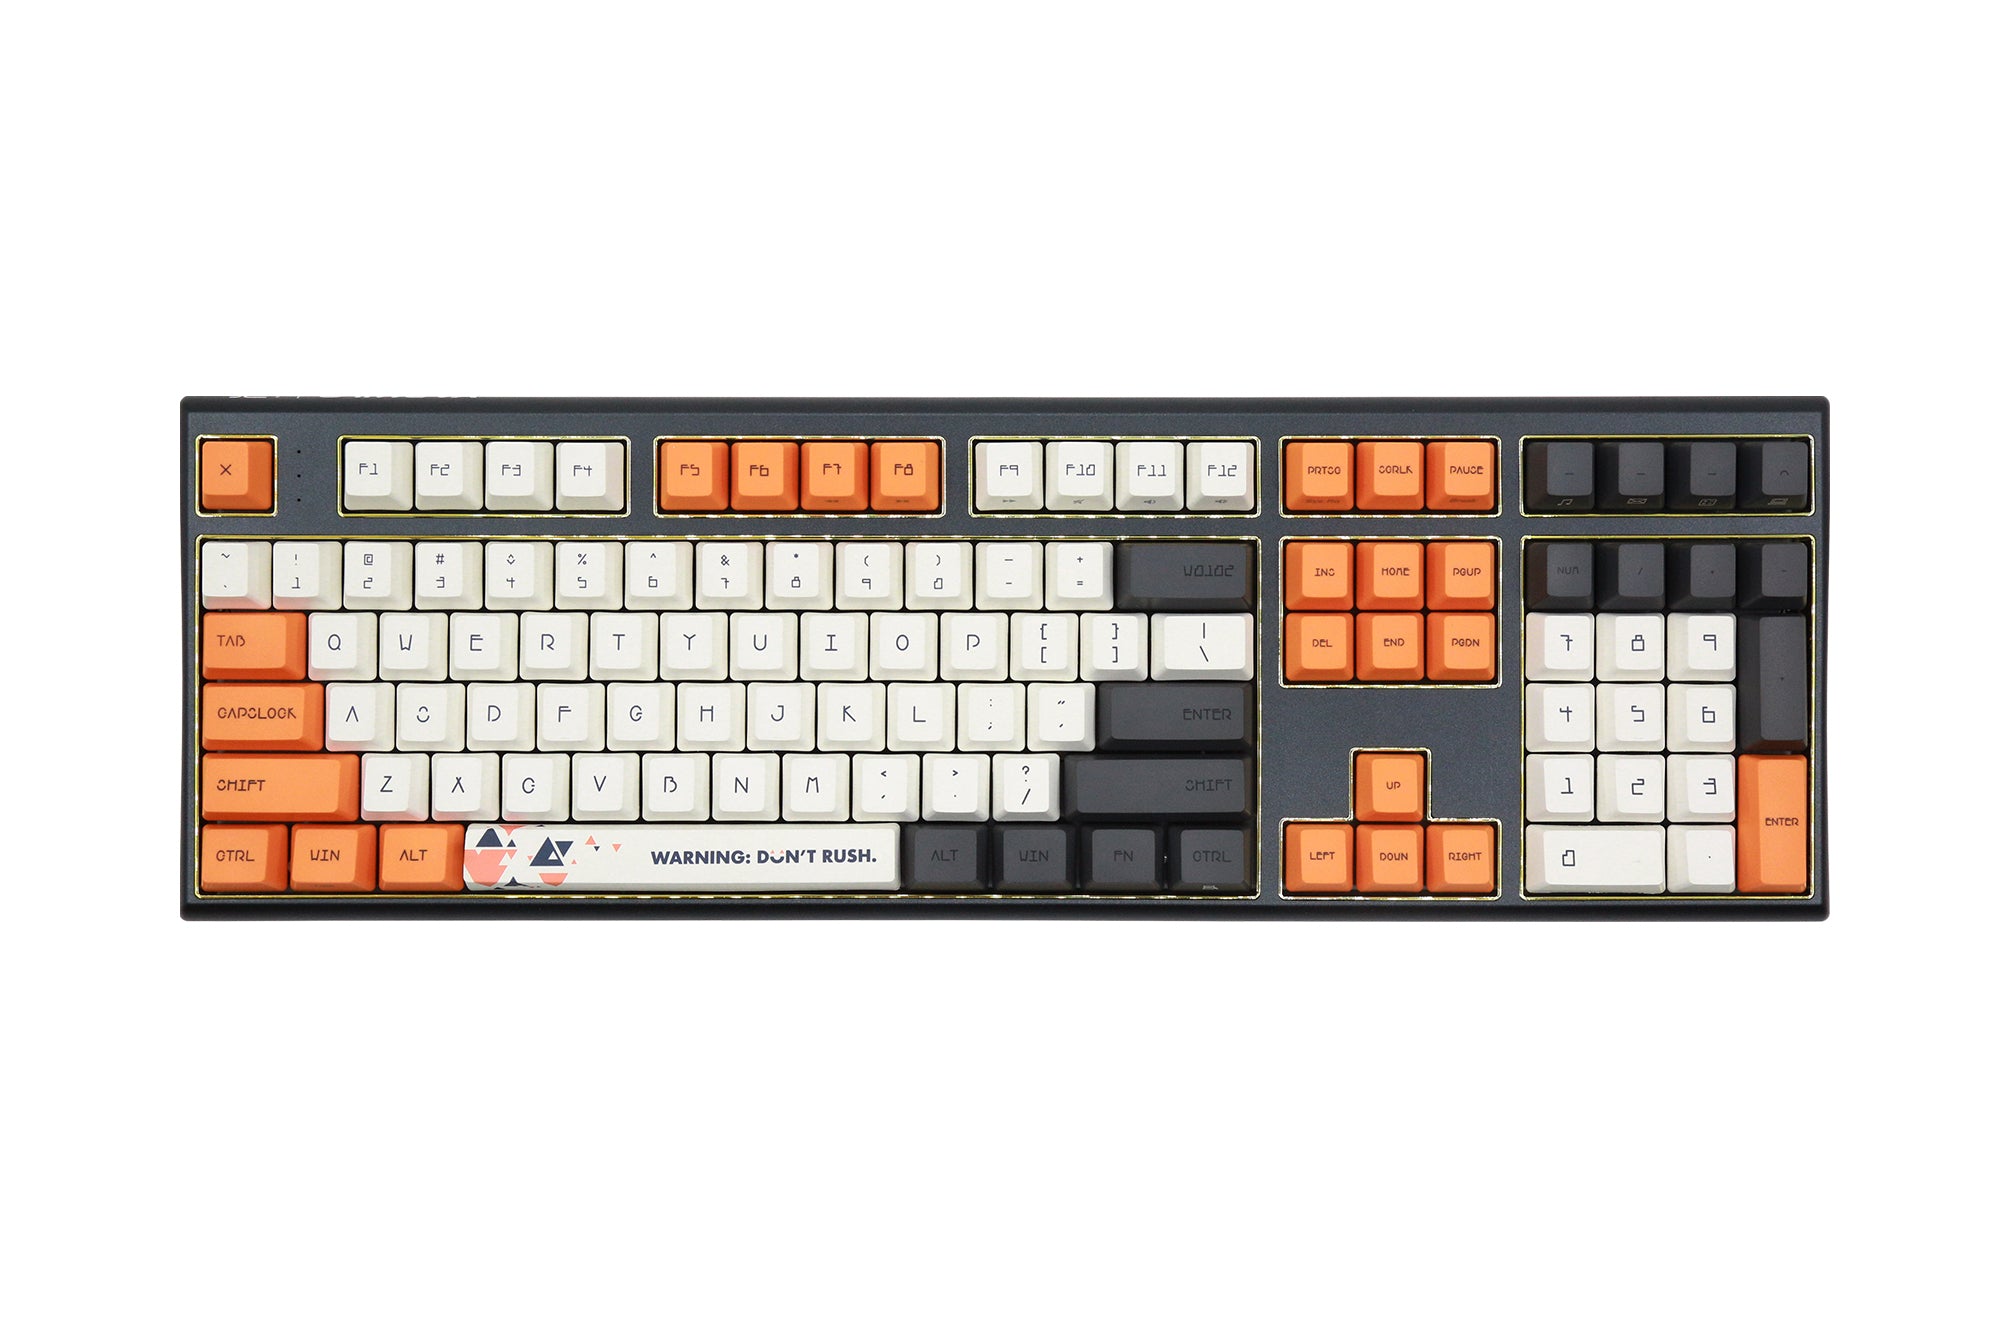 X F1 F2 F3 F4 F5 F6 F7 F8 F9 F10 F11 F12 PRTSC SCRLK PAUSE
~ ! @ # % ^ & * ( ) _ +
` 1 2 3 4 5 6 7 8 9 0 - =
INS HOME PGUP NUM / * -
TAB Q W E R T Y U I O P { } |
[ ] \
DEL END PGDN 7 8 9 +
CAPSLOCK A S D F G H J K L : "
; ' ENTER 4 5 6
SHIFT Z X C V B N M < > ?
, . / SHIFT UP 1 2 3
CTRL WIN ALT WARNING: DON'T RUSH. ALT WIN FN CTRL LEFT DOWN RIGHT 0 . ENTER